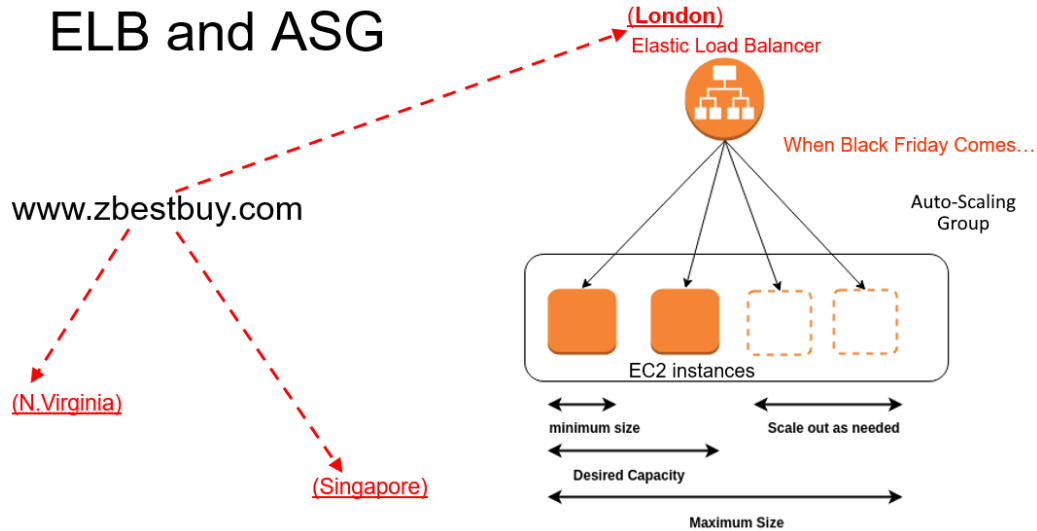 ELB and ASG
(London)
Elastic Load Balancer
When Black Friday Comes…
www.zbestbuy.com
Auto-Scaling
Group
EC2 instances
(N.Virginia)
minimum size
Scale out as needed
Desired Capacity
(Singapore)
Maximum Size